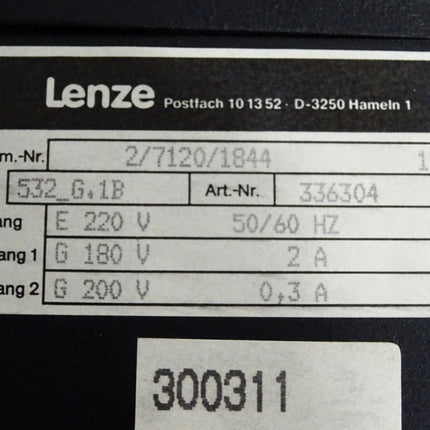 Lenze Postfach 10 13 52 · D-3250 Hameln 1
m.-Nr. 2/7120/1844 1
532_G.1B Art.-Nr. 336304
ang E 220 V 50/60 HZ
ang 1 G 180 V 2 A
ang 2 G 200 V 0,3 A
300311